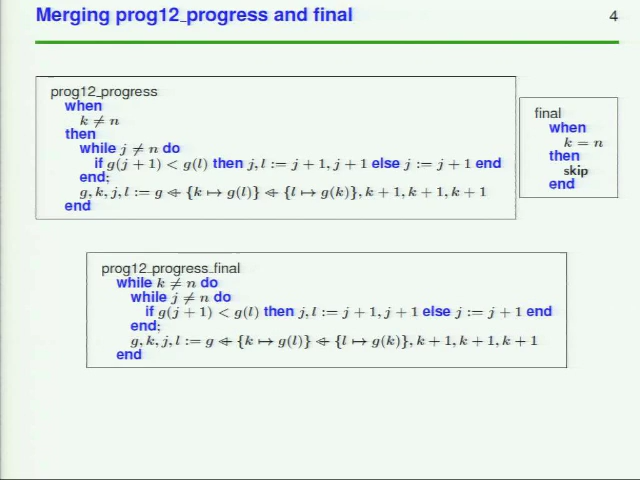 Merging prog12_progress and final
4
prog12_progress
when
k ≠ n
then
while j ≠ n do
if g(j + 1) < g(l) then j, l := j + 1, j + 1 else j := j + 1 end
end;
g, k, j, l := g ⩤ {k ↦ g(l)} ⩤ {l ↦ g(k)}, k + 1, k + 1, k + 1
end
final
when
k = n
then
skip
end
prog12_progress_final
while k ≠ n do
while j ≠ n do
if g(j + 1) < g(l) then j, l := j + 1, j + 1 else j := j + 1 end
end;
g, k, j, l := g ⩤ {k ↦ g(l)} ⩤ {l ↦ g(k)}, k + 1, k + 1, k + 1
end